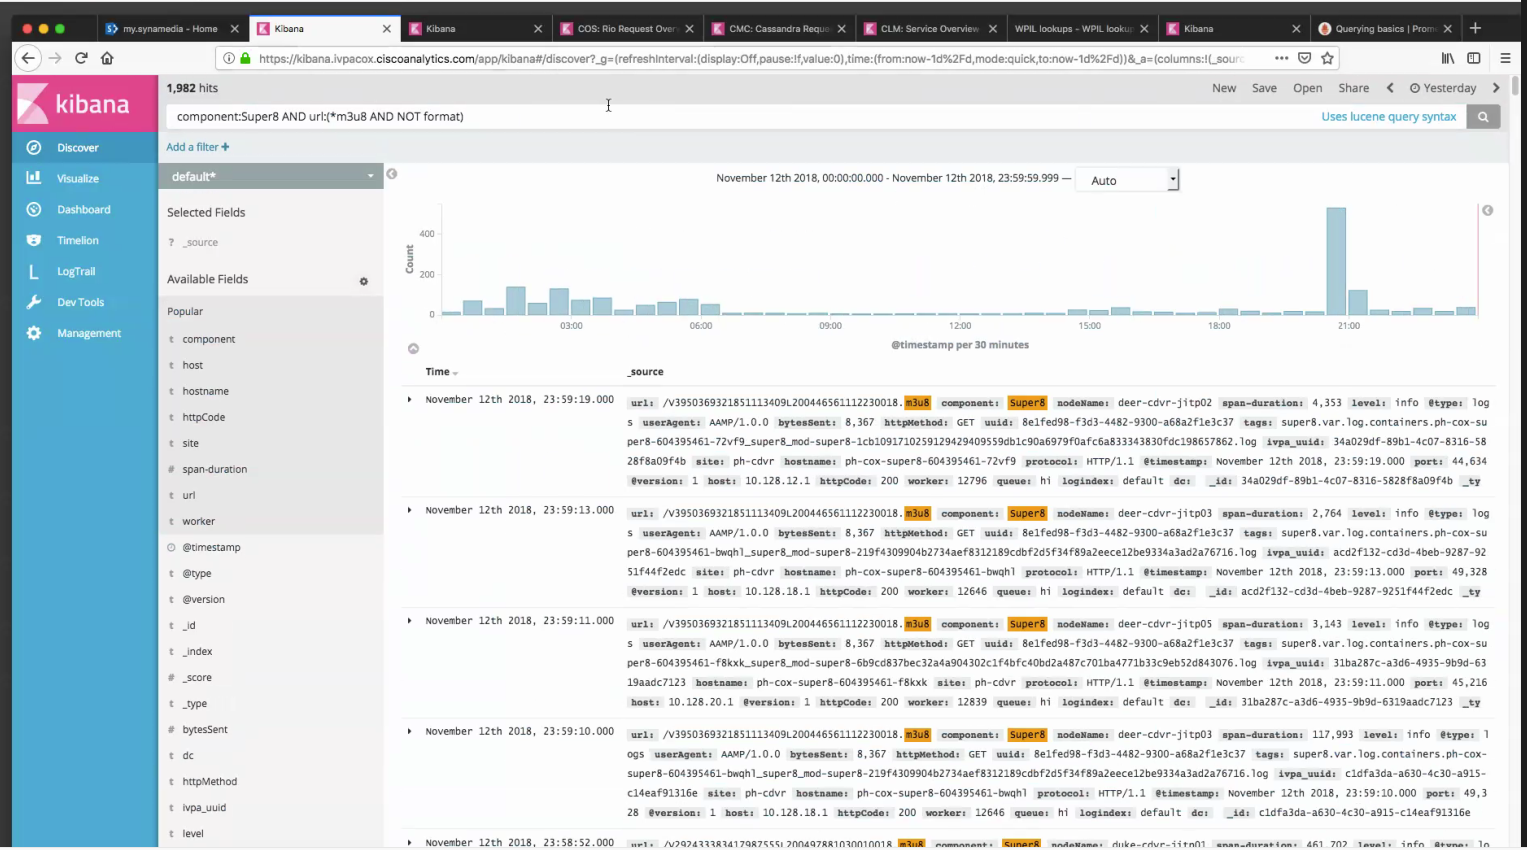 my.synamedia - Home
Kibana
Kibana
COS: Rio Request Over
CMC: Cassandra Reque
CLM: Service Overview
WPIL lookups - WPIL lookup
Kibana
Querying basics | Prom
https://kibana.ivpacox.ciscoanalytics.com/app/kibana#/discover?_g=(refreshInterval:(display:Off,pause:!f,value:0),time:(from:now-1d%2Fd,mode:quick,to:now-1d%2Fd))&_a=(columns:!(_sourc
kibana
1,982 hits
New Save Open Share Yesterday
component:Super8 AND url:(*m3u8 AND NOT format)
Uses lucene query syntax
Add a filter +
Discover
Visualize
Dashboard
Timelion
L LogTrail
Dev Tools
Management
default*
Selected Fields
? _source
Available Fields
Popular
t component
t host
t hostname
t httpCode
t site
# span-duration
t url
t worker
@timestamp
t @type
t @version
t _id
t _index
# _score
t _type
# bytesSent
t dc
t httpMethod
t ivpa_uuid
t level
November 12th 2018, 00:00:00.000 - November 12th 2018, 23:59:59.999 —
Auto
Count
400
200
0
03:00 06:00 09:00 12:00 15:00 18:00 21:00
@timestamp per 30 minutes
Time _source
November 12th 2018, 23:59:19.000
url: /v3950369321851113409L200446561112230018.m3u8 component: Super8 nodeName: deer-cdvr-jitp02 span-duration: 4,353 level: info @type: log
s userAgent: AAMP/1.0.0 bytesSent: 8,367 httpMethod: GET uuid: 8e1fed98-f3d3-4482-9300-a68a2f1e3c37 tags: super8.var.log.containers.ph-cox-su
per8-604395461-72vf9_super8_mod-super8-1cb1091710259129429409559db1c90a6979f0afc6a833343830fdc198657862.log ivpa_uuid: 34a029df-89b1-4c07-8316-58
28f8a09f4b site: ph-cdvr hostname: ph-cox-super8-604395461-72vf9 protocol: HTTP/1.1 @timestamp: November 12th 2018, 23:59:19.000 port: 44,634
@version: 1 host: 10.128.12.1 httpCode: 200 worker: 12796 queue: hi logindex: default dc: _id: 34a029df-89b1-4c07-8316-5828f8a09f4b _ty
November 12th 2018, 23:59:13.000
url: /v3950369321851113409L200446561112230018.m3u8 component: Super8 nodeName: deer-cdvr-jitp03 span-duration: 2,764 level: info @type: log
s userAgent: AAMP/1.0.0 bytesSent: 8,367 httpMethod: GET uuid: 8e1fed98-f3d3-4482-9300-a68a2f1e3c37 tags: super8.var.log.containers.ph-cox-su
per8-604395461-bwqhl_super8_mod-super8-219f4309904b2734aef8312189cdbf2d5f34f89a2eece12be9334a3ad2a76716.log ivpa_uuid: acd2f132-cd3d-4beb-9287-92
51f44f2edc site: ph-cdvr hostname: ph-cox-super8-604395461-bwqhl protocol: HTTP/1.1 @timestamp: November 12th 2018, 23:59:13.000 port: 49,328
@version: 1 host: 10.128.18.1 httpCode: 200 worker: 12646 queue: hi logindex: default dc: _id: acd2f132-cd3d-4beb-9287-9251f44f2edc _ty
November 12th 2018, 23:59:11.000
url: /v3950369321851113409L200446561112230018.m3u8 component: Super8 nodeName: deer-cdvr-jitp05 span-duration: 3,143 level: info @type: log
s userAgent: AAMP/1.0.0 bytesSent: 8,367 httpMethod: GET uuid: 8e1fed98-f3d3-4482-9300-a68a2f1e3c37 tags: super8.var.log.containers.ph-cox-su
per8-604395461-f8kxk_super8_mod-super8-6b9cd837bec32a4a904302c1f4bfc40bd2a487c701ba4771b33c9eb52d843076.log ivpa_uuid: 31ba287c-a3d6-4935-9b9d-63
19aadc7123 hostname: ph-cox-super8-604395461-f8kxk site: ph-cdvr protocol: HTTP/1.1 @timestamp: November 12th 2018, 23:59:11.000 port: 45,216
host: 10.128.20.1 @version: 1 httpCode: 200 worker: 12839 queue: hi logindex: default dc: _id: 31ba287c-a3d6-4935-9b9d-6319aadc7123 _ty
November 12th 2018, 23:59:10.000
url: /v3950369321851113409L200446561112230018.m3u8 component: Super8 nodeName: deer-cdvr-jitp03 span-duration: 117,993 level: info @type: l
ogs userAgent: AAMP/1.0.0 bytesSent: 8,367 httpMethod: GET uuid: 8e1fed98-f3d3-4482-9300-a68a2f1e3c37 tags: super8.var.log.containers.ph-cox-
super8-604395461-bwqhl_super8_mod-super8-219f4309904b2734aef8312189cdbf2d5f34f89a2eece12be9334a3ad2a76716.log ivpa_uuid: c1dfa3da-a630-4c30-a915-
c14eaf91316e site: ph-cdvr hostname: ph-cox-super8-604395461-bwqhl protocol: HTTP/1.1 @timestamp: November 12th 2018, 23:59:10.000 port: 49,3
28 @version: 1 host: 10.128.18.1 httpCode: 200 worker: 12646 queue: hi logindex: default dc: _id: c1dfa3da-a630-4c30-a915-c14eaf91316e
November 12th 2018, 23:58:52.000
url: /v2924333834179875551200497881030010018.m3u8 component: Super8 nodeName: duke-cdvr-jitp01 span-duration: 461,702 level: info @type: lo